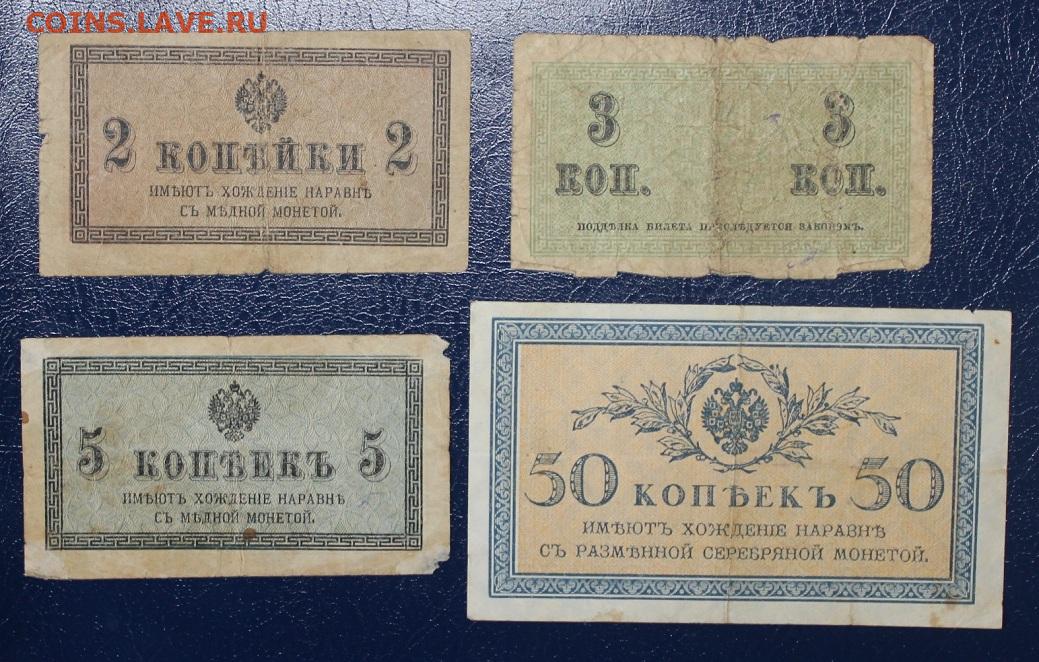 COINS.LAVE.RU
2 КОПѢЙКИ 2
ИМѢЮТЪ ХОЖДЕНІЕ НАРАВНѢ
СЪ МѢДНОЙ МОНЕТОЙ.
3 3
КОП. КОП.
ПОДДѢЛКА БИЛЕТА ПРЕСЛѢДУЕТСЯ ЗАКОНОМЪ.
5 КОПѢЕКЪ 5
ИМѢЮТЪ ХОЖДЕНІЕ НАРАВНѢ
СЪ МѢДНОЙ МОНЕТОЙ.
50 КОПѢЕКЪ 50
ИМѢЮТЪ ХОЖДЕНІЕ НАРАВНѢ
СЪ РАЗМѢННОЙ СЕРЕБРЯНОЙ МОНЕТОЙ.